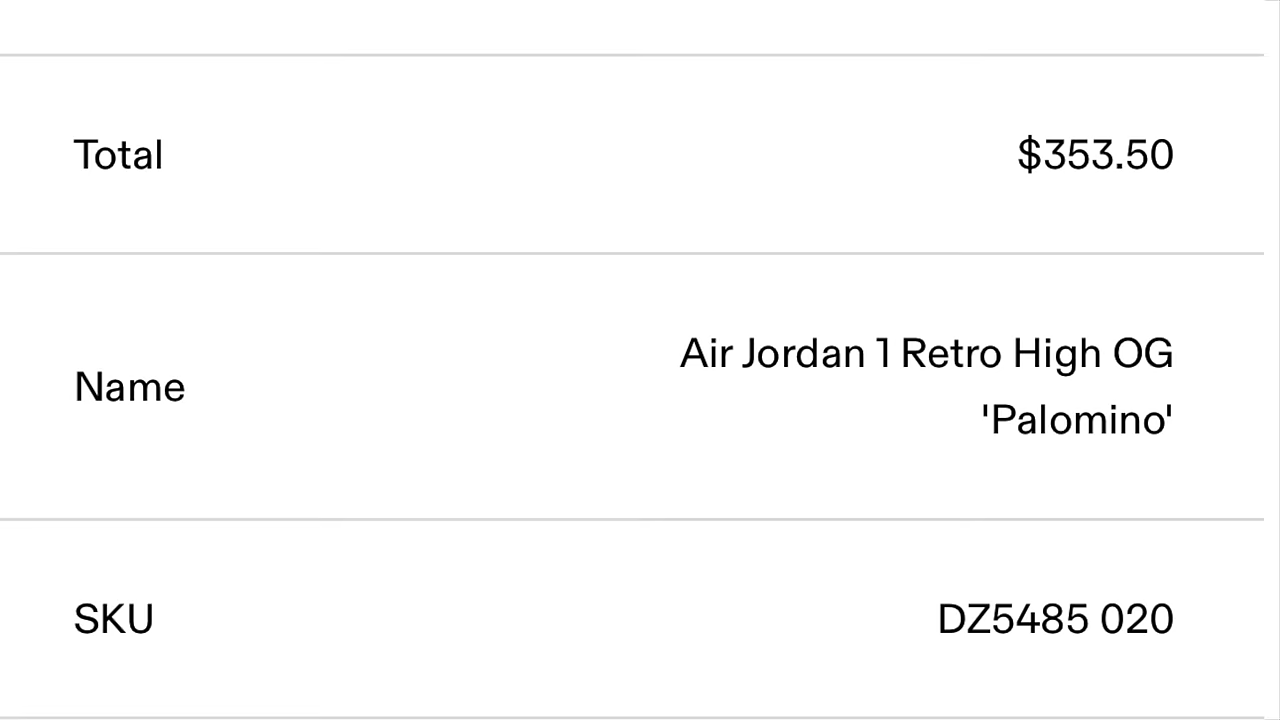 Total $353.50
Air Jordan 1 Retro High OG
Name
'Palomino'
SKU DZ5485 020